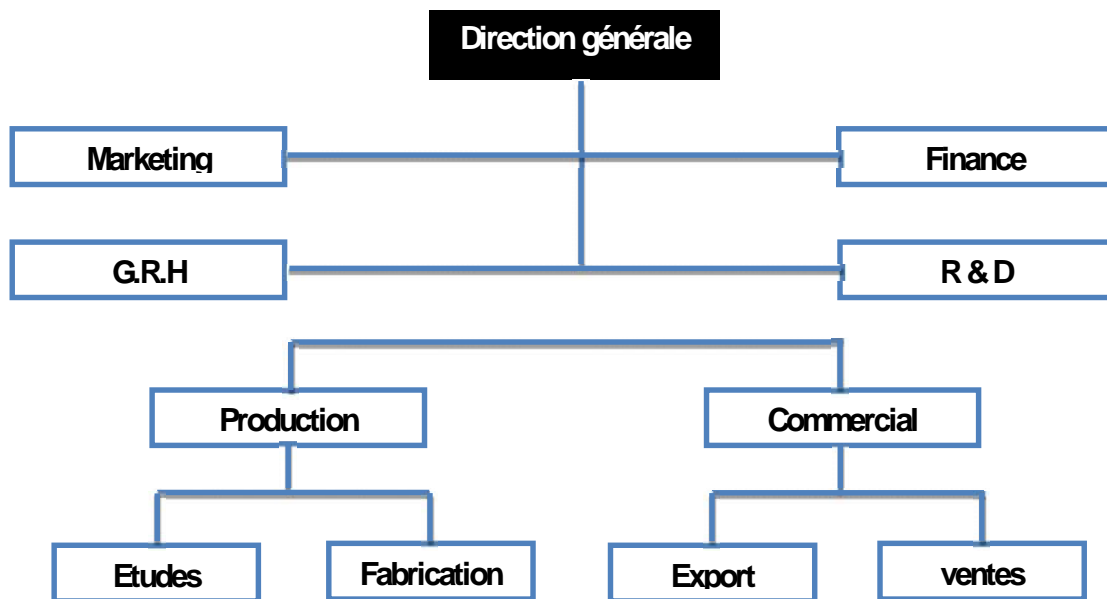 Direction générale
Marketing
Finance
G.R.H
R & D
Production
Commercial
Etudes
Fabrication
Export
ventes